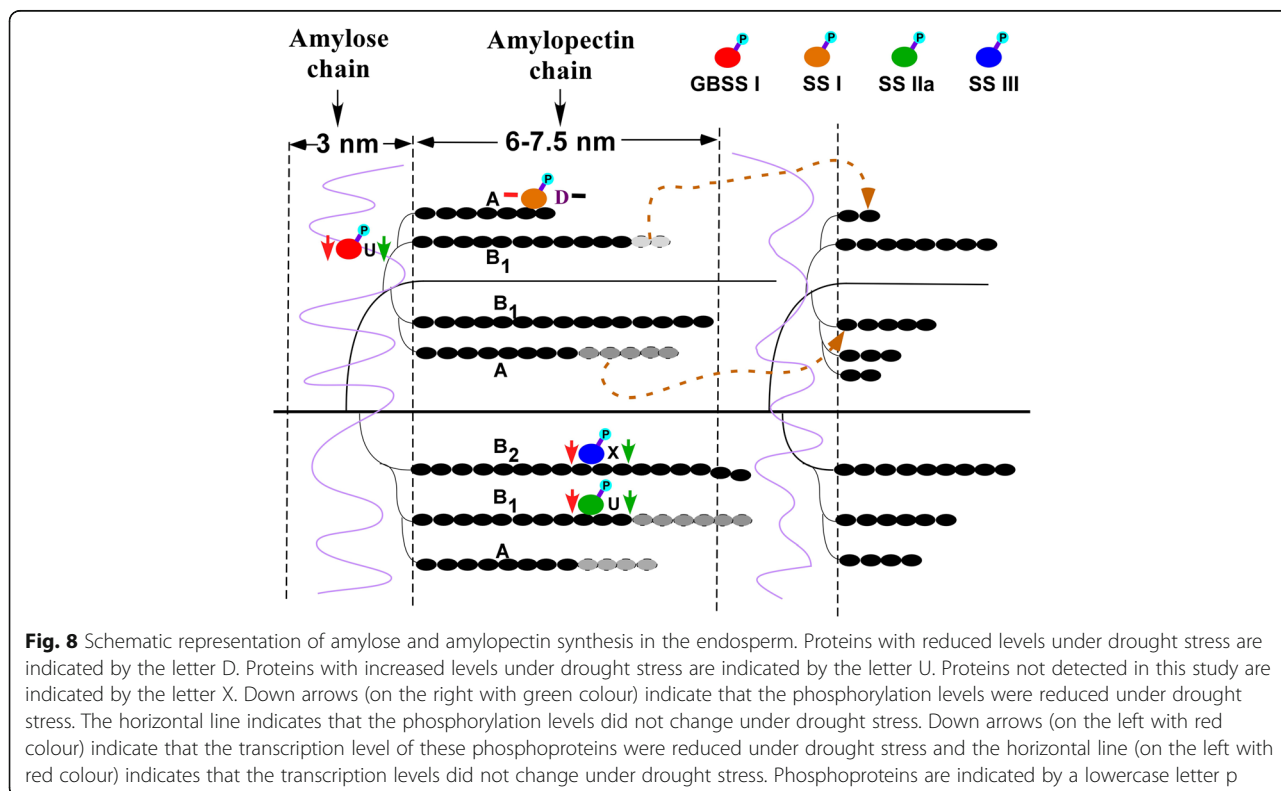 Amylose
chain
Amylopectin
chain
P P P P
GBSS I SS I SS IIa SS III
3 nm 6-7.5 nm
P
A D
P
U
B1
B1
A
P
B2 X
P
B1 U
A
Fig. 8 Schematic representation of amylose and amylopectin synthesis in the endosperm. Proteins with reduced levels under drought stress are
indicated by the letter D. Proteins with increased levels under drought stress are indicated by the letter U. Proteins not detected in this study are
indicated by the letter X. Down arrows (on the right with green colour) indicate that the phosphorylation levels were reduced under drought
stress. The horizontal line indicates that the phosphorylation levels did not change under drought stress. Down arrows (on the left with red
colour) indicate that the transcription level of these phosphoproteins were reduced under drought stress and the horizontal line (on the left with
red colour) indicates that the transcription levels did not change under drought stress. Phosphoproteins are indicated by a lowercase letter p